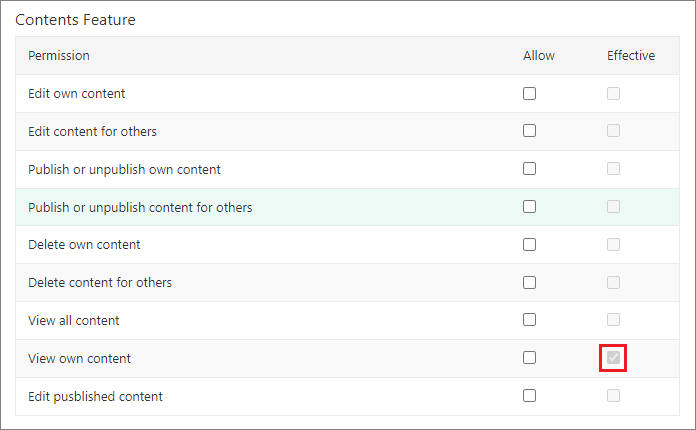 Contents Feature
Permission Allow Effective
Edit own content
Edit content for others
Publish or unpublish own content
Publish or unpublish content for others
Delete own content
Delete content for others
View all content
View own content
Edit pusblished content